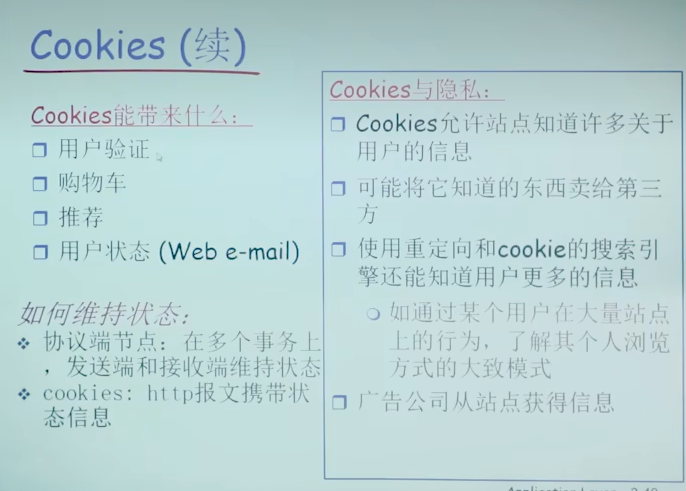 Cookies (续)
Cookies能带来什么:
❒ 用户验证
❒ 购物车
❒ 推荐
❒ 用户状态 (Web e-mail)
如何维持状态:
❖ 协议端节点: 在多个事务上
, 发送端和接收端维持状态
❖ cookies: http报文携带状
态信息
Cookies与隐私:
❒ Cookies允许站点知道许多关于
用户的信息
❒ 可能将它知道的东西卖给第三
方
❒ 使用重定向和cookie的搜索引
擎还能知道用户更多的信息
○ 如通过某个用户在大量站点
上的行为, 了解其个人浏览
方式的大致模式
❒ 广告公司从站点获得信息